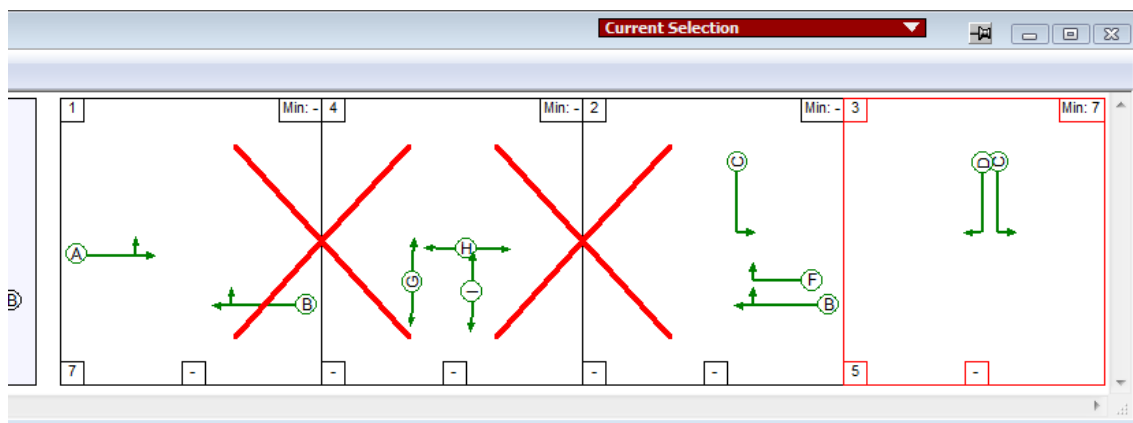 Current Selection
1 Min: - 4 Min: - 2 Min: - 3 Min: 7
C D C
A H
G I F
B B B
7 - - - - - 5 -